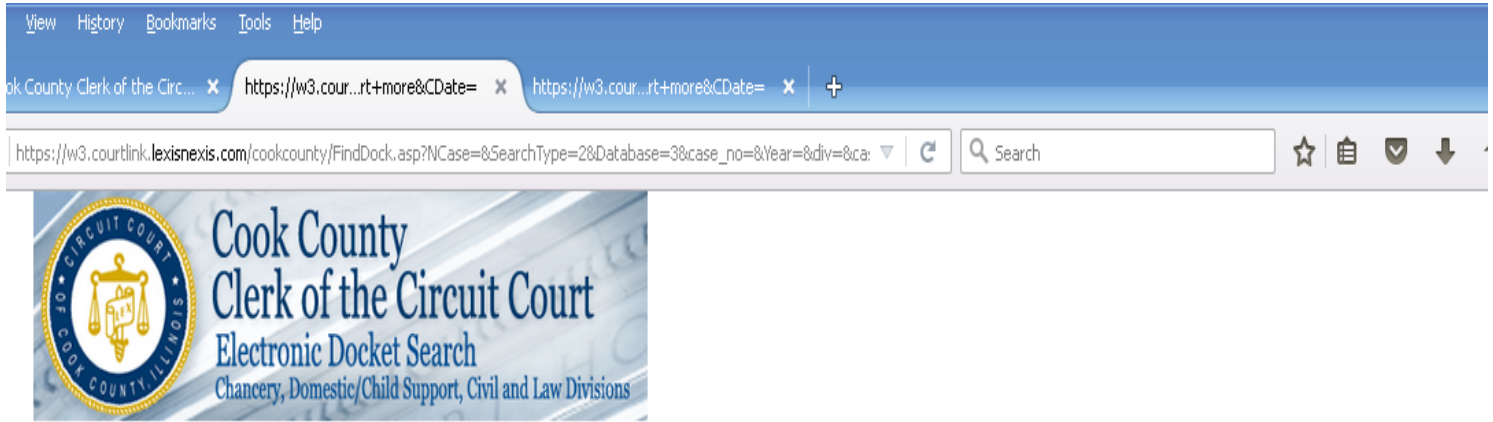 View History Bookmarks Tools Help
ok County Clerk of the Circ... https://w3.cour...rt+more&CDate= https://w3.cour...rt+more&CDate=
https://w3.courtlink.lexisnexis.com/cookcounty/FindDock.asp?NCase=&SearchType=2&Database=3&case_no=&Year=&div=&ca: Search
CIRCUIT COURT OF COOK COUNTY, ILLINOIS
LEX
Cook County
Clerk of the Circuit Court
Electronic Docket Search
Chancery, Domestic/Child Support, Civil and Law Divisions